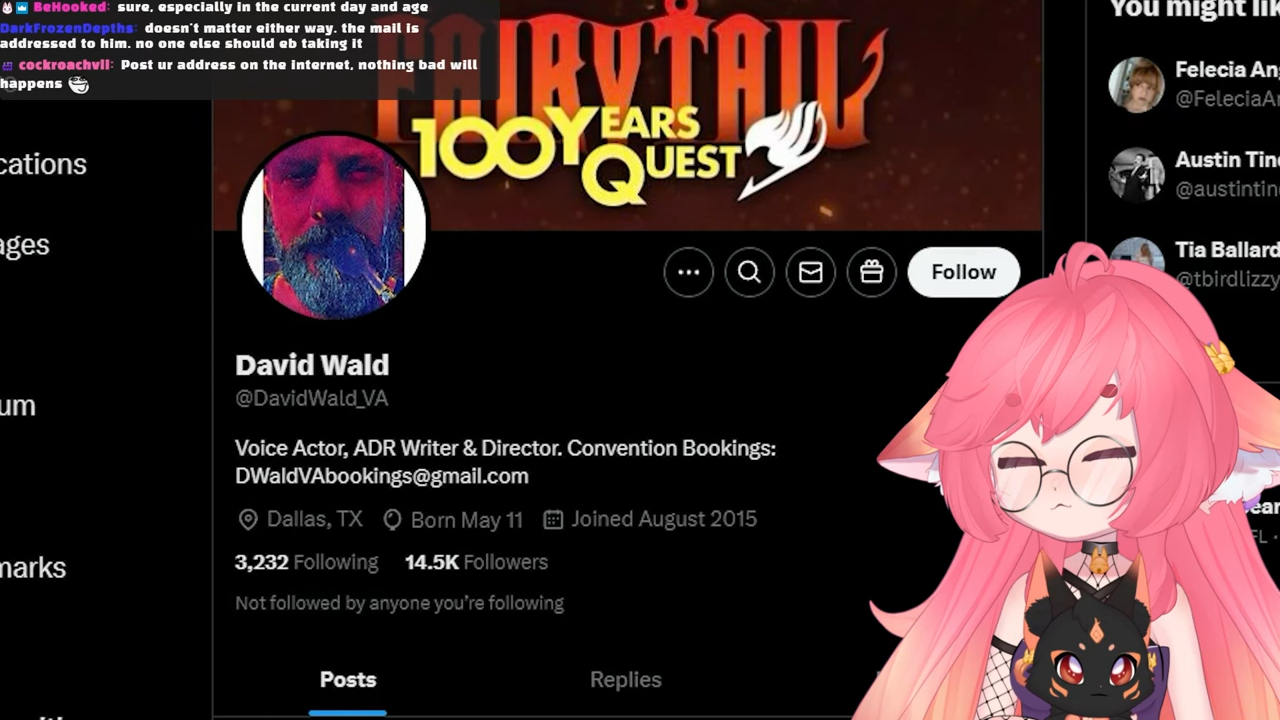 BeHooked: sure, especially in the current day and age
DarkFrozenDepths: doesn't matter either way. the mail is
addressed to him. no one else should eb taking it
cockroachvii: Post ur address on the internet, nothing bad will
happens
FAIRYTAIL
100 YEARS
QUEST
You might lik
Felecia An
@FeleciaAn
Austin Tind
@austintin
Tia Ballard
@tbirdlizzy
cations
ages
um
marks
Follow
David Wald
@DavidWald_VA
Voice Actor, ADR Writer & Director. Convention Bookings:
DWaldVAbookings@gmail.com
Dallas, TX Born May 11 Joined August 2015
3,232 Following 14.5K Followers
Not followed by anyone you're following
Posts Replies